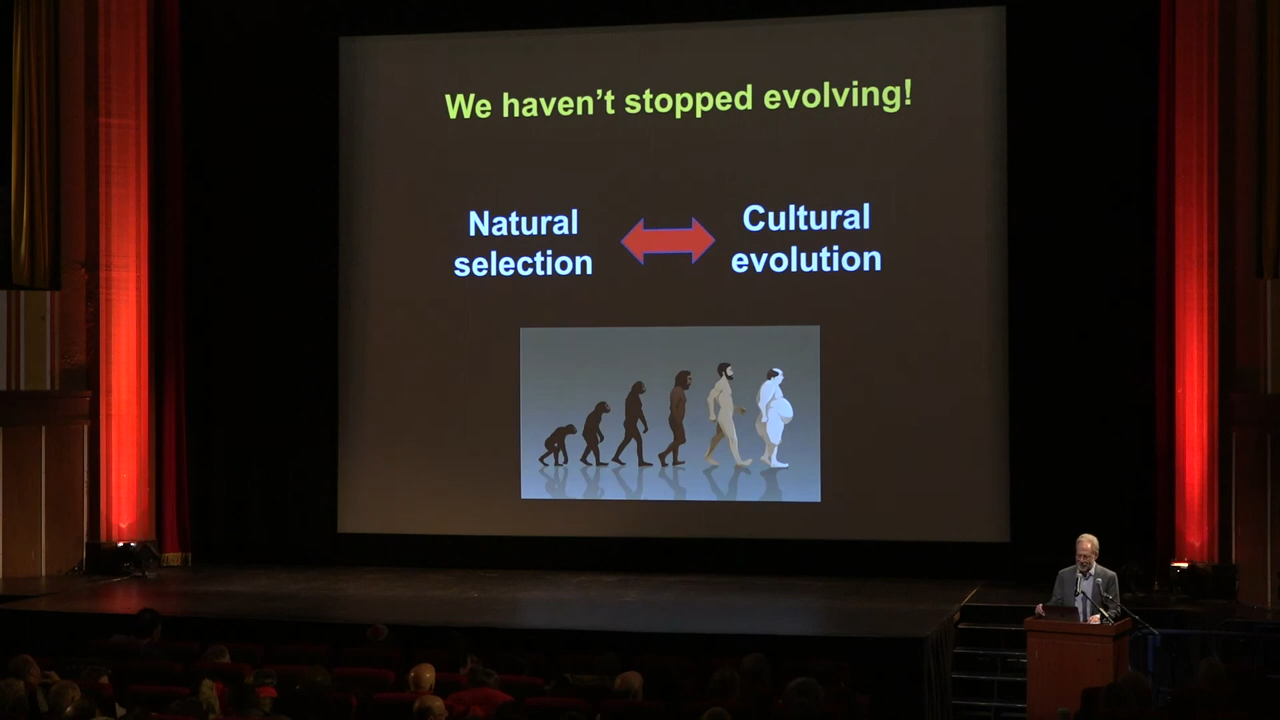 We haven't stopped evolving!
Natural
selection
Cultural
evolution